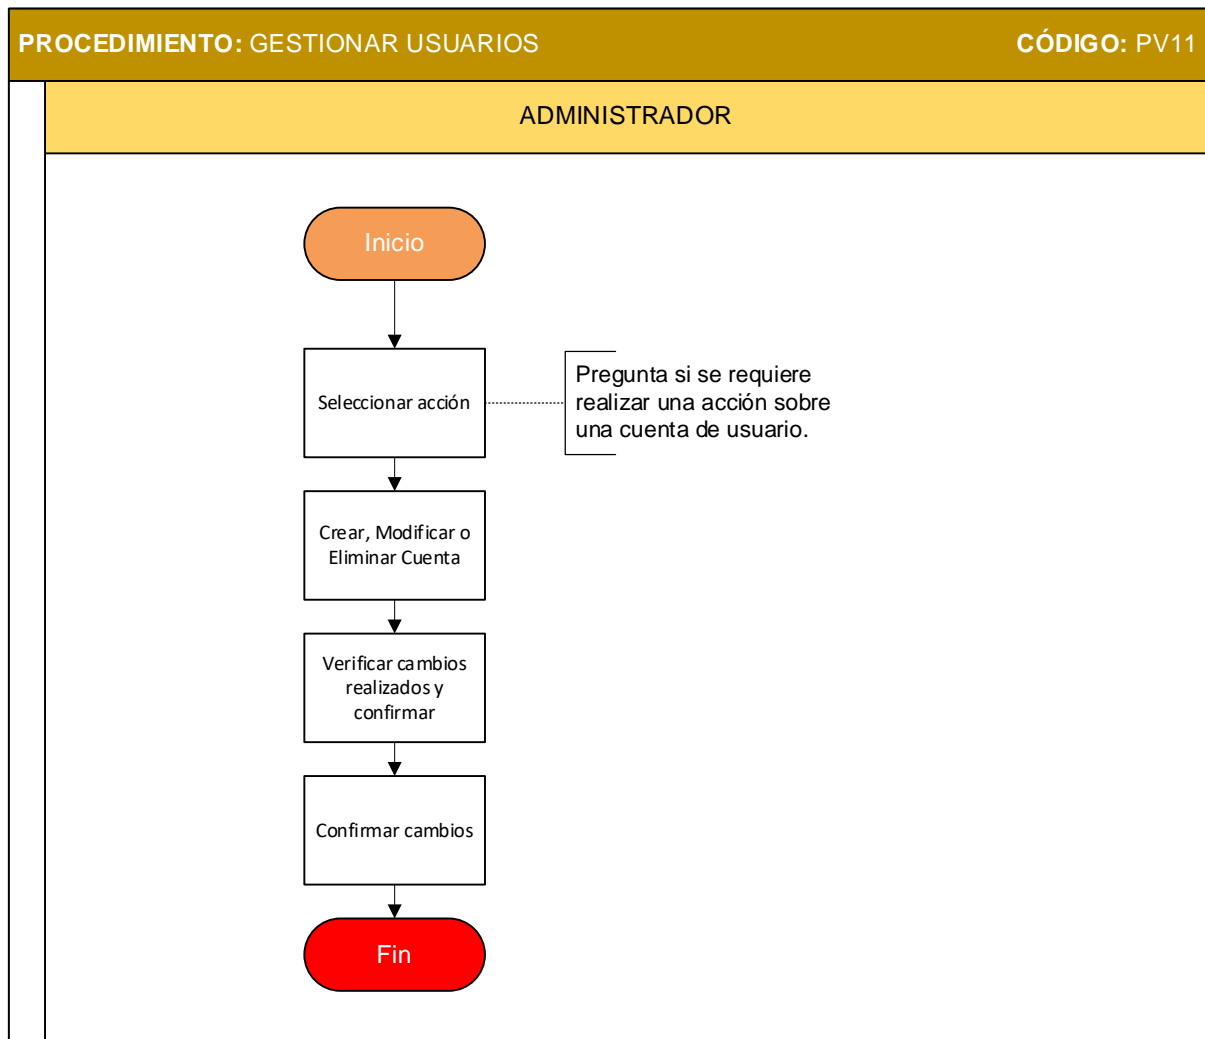 PROCEDIMIENTO: GESTIONAR USUARIOS CÓDIGO: PV11
ADMINISTRADOR
Inicio
Seleccionar acción
Pregunta si se requiere
realizar una acción sobre
una cuenta de usuario.
Crear, Modificar o
Eliminar Cuenta
Verificar cambios
realizados y
confirmar
Confirmar cambios
Fin